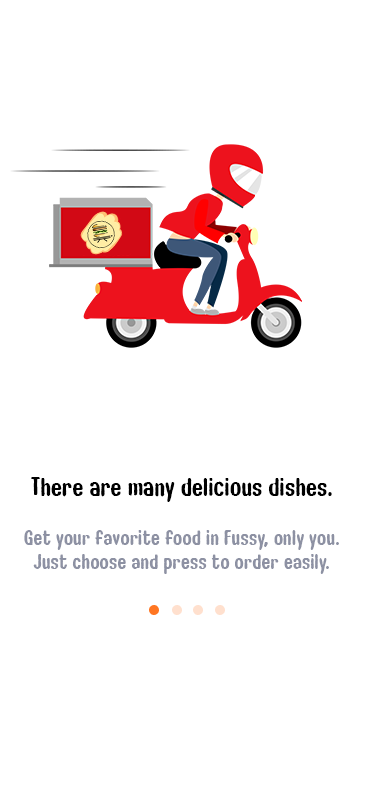 There are many delicious dishes.
Get your favorite food in Fussy, only you.
Just choose and press to order easily.